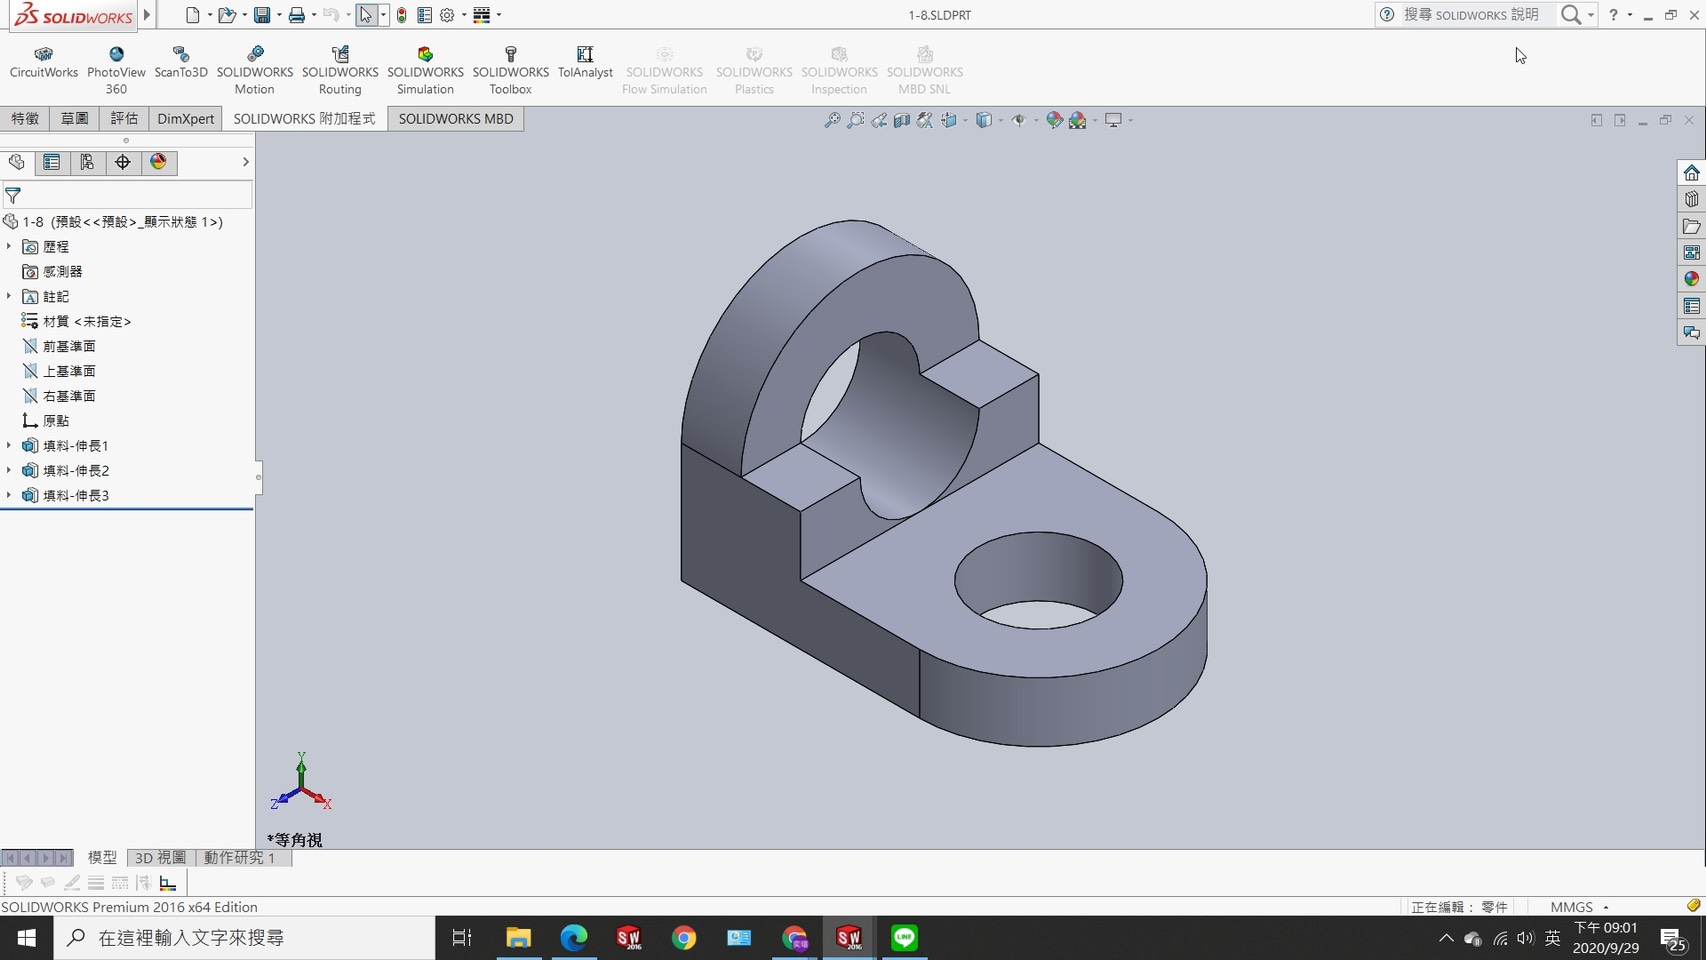 SOLIDWORKS
1-8.SLDPRT
搜尋 SOLIDWORKS 說明
?
CircuitWorks
PhotoView
360
ScanTo3D
SOLIDWORKS
Motion
SOLIDWORKS
Routing
SOLIDWORKS
Simulation
SOLIDWORKS
Toolbox
TolAnalyst
SOLIDWORKS
Flow Simulation
SOLIDWORKS
Plastics
SOLIDWORKS
Inspection
SOLIDWORKS
MBD SNL
特徵
草圖
評估
DimXpert
SOLIDWORKS 附加程式
SOLIDWORKS MBD
1-8 (預設<<預設>_顯示狀態 1>)
歷程
感測器
註記
材質 <未指定>
前基準面
上基準面
右基準面
原點
填料-伸長1
填料-伸長2
填料-伸長3
Y
Z
X
*等角視
模型
3D 視圖
動作研究 1
SOLIDWORKS Premium 2016 x64 Edition
正在編輯： 零件
MMGS
在這裡輸入文字來搜尋
SW
2016
奕瑨
SW
2016
LINE
英
下午 09:01
2020/9/29
25